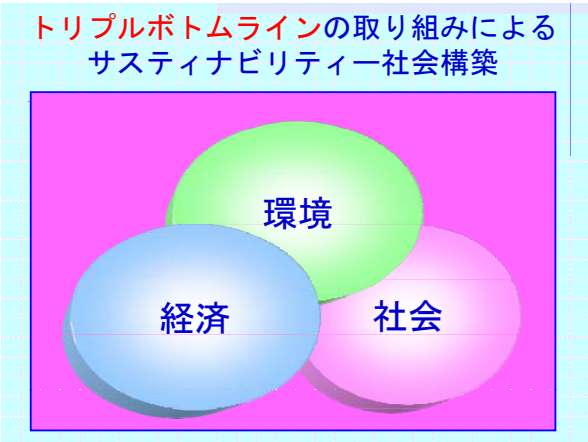 トリプルボトムラインの取り組みによる
サスティナビリティー社会構築
環境
経済
社会